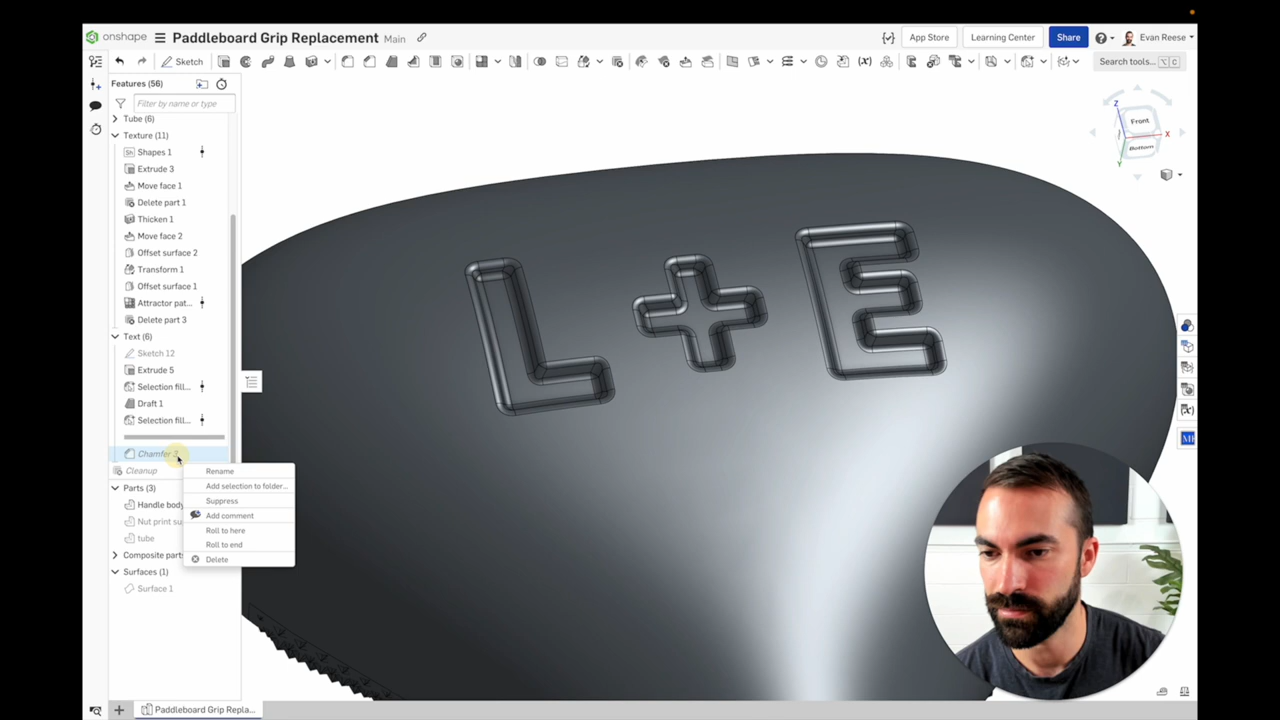 onshape Paddleboard Grip Replacement Main App Store Learning Center Share Evan Reese
Sketch Search tools... ⌥ C
Features (56)
Filter by name or type
Tube (6)
Texture (11)
Shapes 1
Extrude 3
Move face 1
Delete part 1
Thicken 1
Move face 2
Offset surface 2
Transform 1
Offset surface 1
Attractor pat...
Delete part 3
Text (6)
Sketch 12
Extrude 5
Selection fill...
Draft 1
Selection fill...
Chamfer 3
Cleanup
Rename
Add selection to folder...
Suppress
Add comment
Roll to here
Roll to end
Delete
Parts (3)
Handle body
Nut print su
tube
Composite parts
Surfaces (1)
Surface 1
L+E
Z
Front
X
Bottom
Y
Paddleboard Grip Repla...